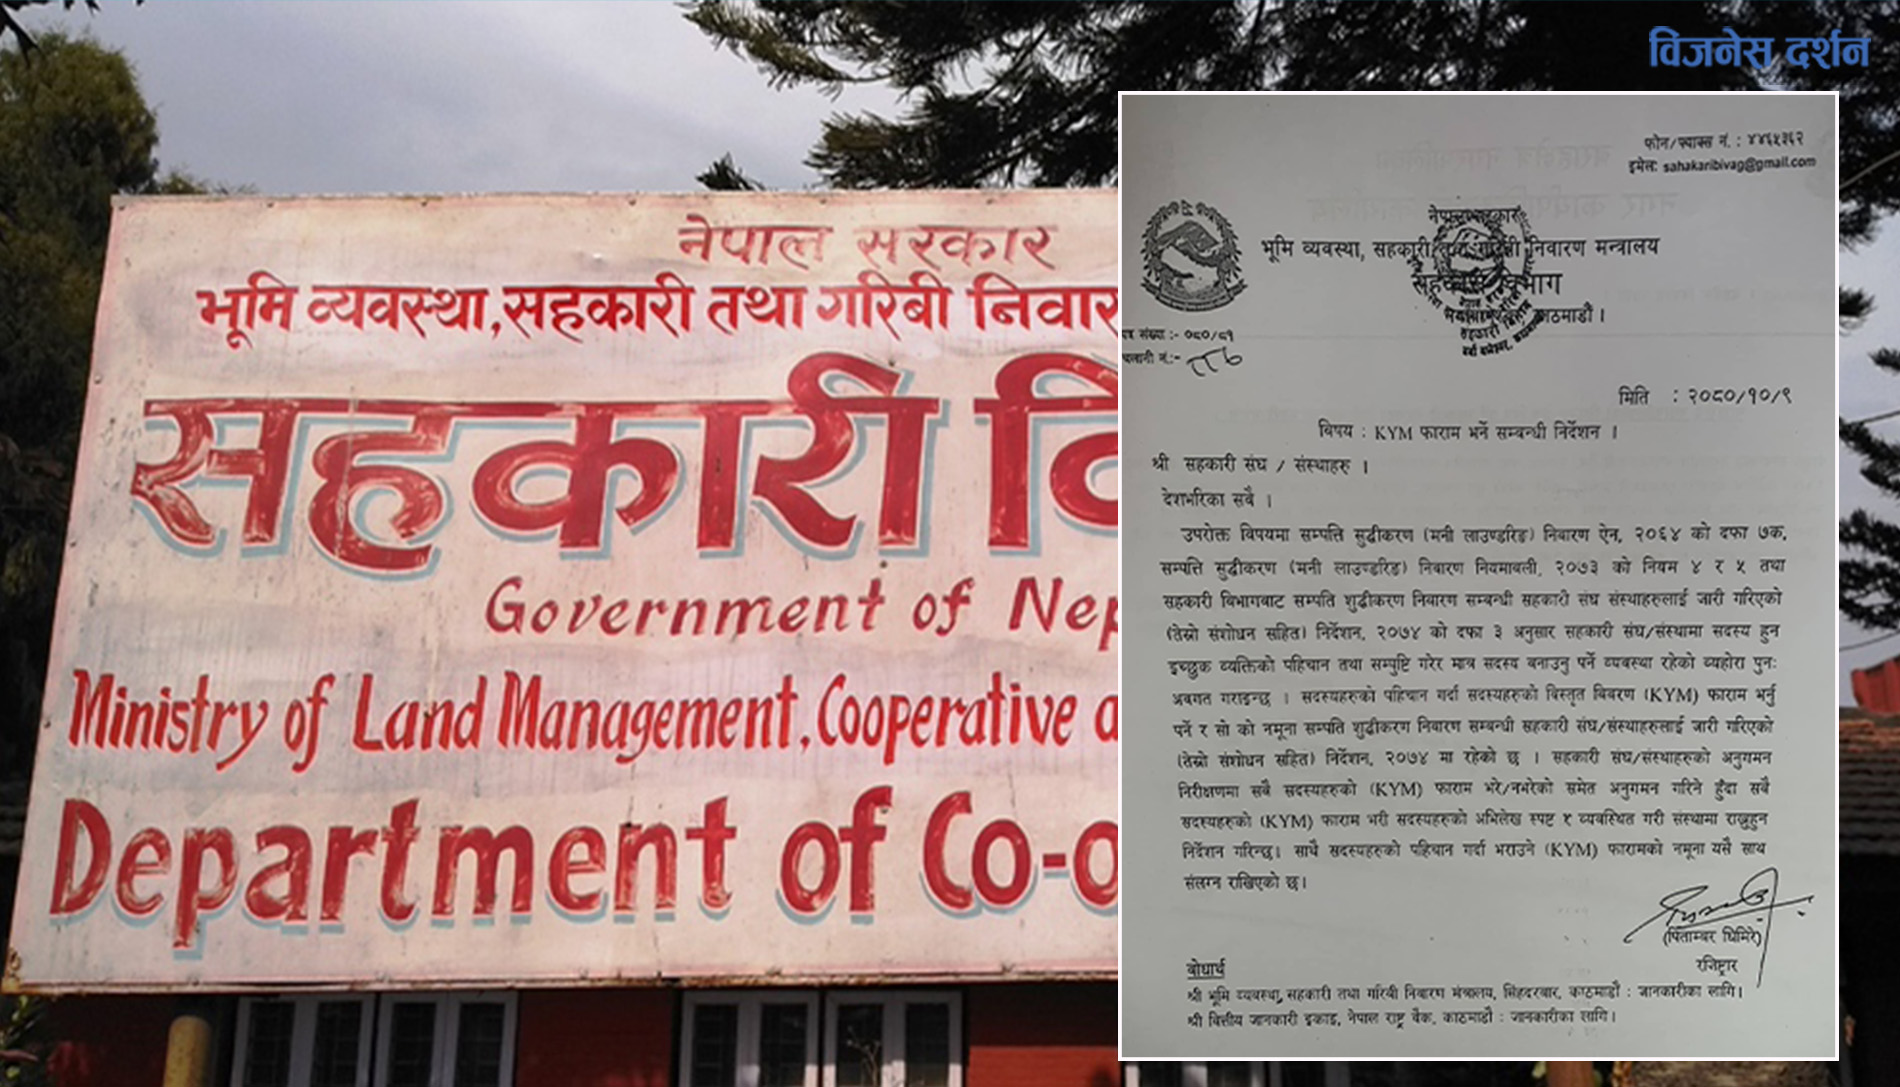 विजनेस दर्शन
नेपाल सरकार
भूमि व्यवस्था, सहकारी तथा गरिबी निवार
सहकारी वि
Government of Nep
Ministry of Land Management, Cooperative a
Department of Co-o
फोन/फ्याक्स नं. : ४४६५३६२
इमेल: sahakaribivag@gmail.com
नेपाल सरकार
भूमि व्यवस्था, सहकारी तथा गरिबी निवारण मन्त्रालय
सहकारी विभाग
काठमाडौं ।
पत्र संख्या :- ०८०/८१
चलानी नं.:-
मिति : २०८०/१०/९
विषय : KYM फाराम भर्ने सम्बन्धी निर्देशन ।
श्री सहकारी संघ / संस्थाहरु ।
देशभरिका सबै ।
उपरोक्त विषयमा सम्पत्ति सुद्धीकरण (मनी लाउण्डरिङ) निवारण ऐन, २०६४ को दफा ७क,
सम्पत्ति सुद्धीकरण (मनी लाउण्डरिङ) निवारण नियमावली, २०७३ को नियम ४ र ५ तथा
सहकारी विभागबाट सम्पति शुद्धीकरण निवारण सम्बन्धी सहकारी संघ संस्थाहरुलाई जारी गरिएको
(तेस्रो संशोधन सहित) निर्देशन, २०७४ को दफा ३ अनुसार सहकारी संघ/संस्थामा सदस्य हुन
इच्छुक व्यक्तिको पहिचान तथा सम्पुष्टि गरेर मात्र सदस्य बनाउनु पर्ने व्यवस्था रहेको व्यहोरा पुनः
अवगत गराइन्छ । सदस्यहरुको पहिचान गर्दा सदस्यहरुको विस्तृत विवरण (KYM) फाराम भर्नु
पर्ने र सो को नमूना सम्पति शुद्धीकरण निवारण सम्बन्धी सहकारी संघ/संस्थाहरुलाई जारी गरिएको
(तेस्रो संशोधन सहित) निर्देशन, २०७४ मा रहेको छ । सहकारी संघ/संस्थाहरुको अनुगमन
निरीक्षणमा सबै सदस्यहरुको (KYM) फाराम भरे/नभरेको समेत अनुगमन गरिने हुँदा सबै
सदस्यहरुको (KYM) फाराम भरी सदस्यहरुको अभिलेख स्पष्ट र व्यवस्थित गरी संस्थामा राख्नुहुन
निर्देशन गरिन्छ। साथै सदस्यहरुको पहिचान गर्दा भराउने (KYM) फारामको नमूना यसै साथ
संलग्न राखिएको छ।
(पिताम्बर घिमिरे)
रजिष्ट्रार
बोधार्थ
श्री भूमि व्यवस्था, सहकारी तथा गरिबी निवारण मंत्रालय, सिंहदरबार, काठमाडौं : जानकारीका लागि।
श्री वित्तीय जानकारी इकाइ, नेपाल राष्ट्र बैंक, काठमाडौं : जानकारीका लागि।